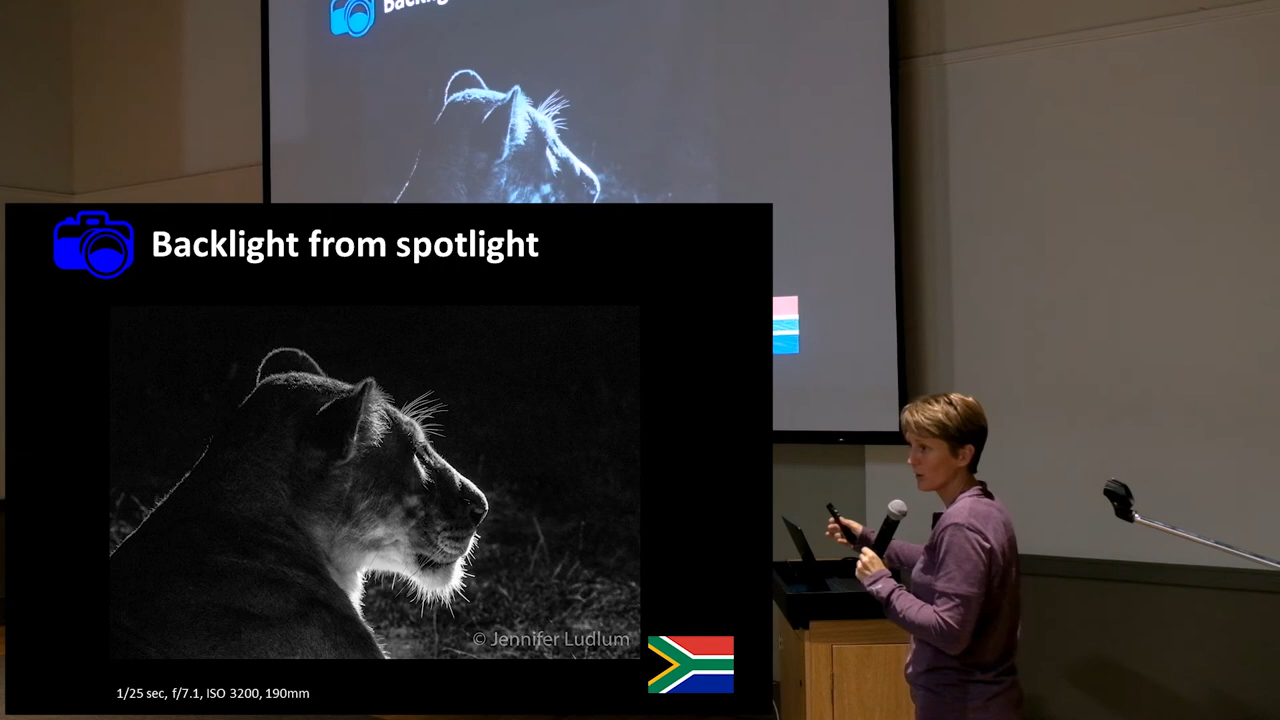 Backlight from spotlight
© Jennifer Ludlum
1/25 sec, f/7.1, ISO 3200, 190mm